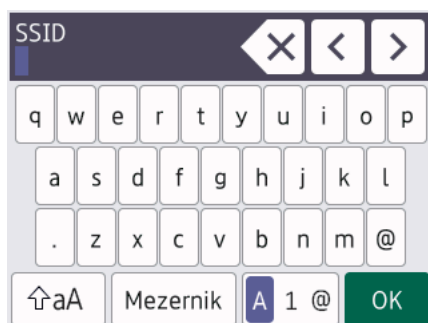 SSID
q w e r t y u i o p
a s d f g h j k l
. z x c v b n m @
aA Mezernik A 1 @ OK